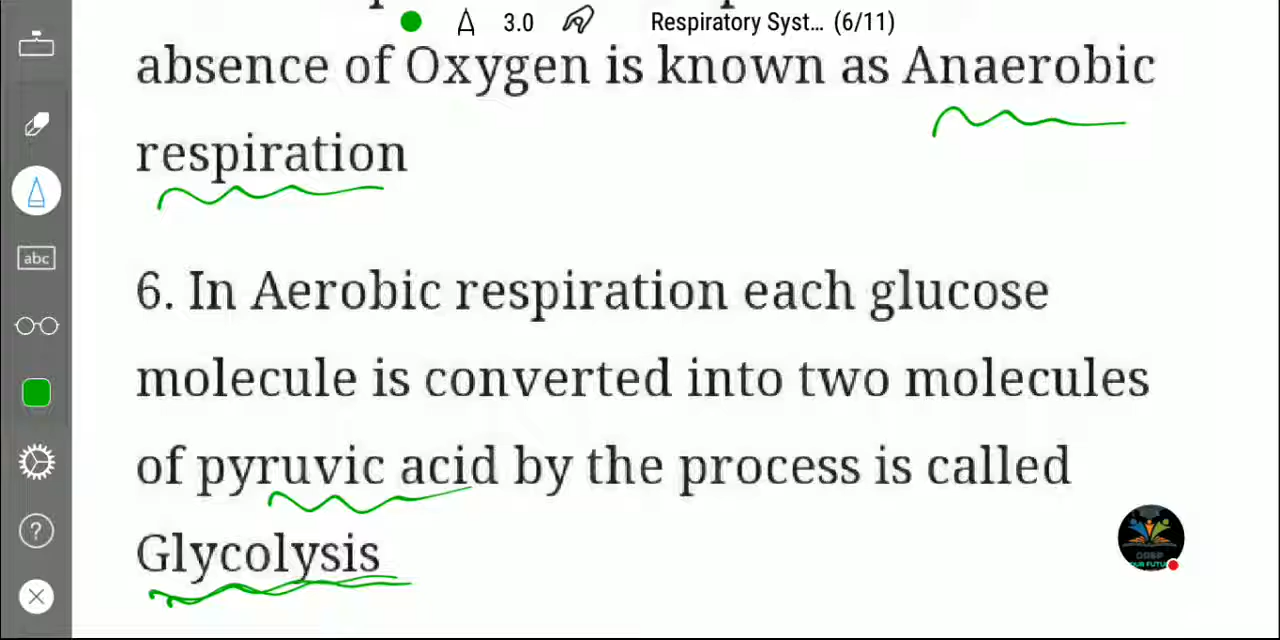 3.0 Respiratory Syst... (6/11)
absence of Oxygen is known as Anaerobic
respiration
6. In Aerobic respiration each glucose
molecule is converted into two molecules
of pyruvic acid by the process is called
Glycolysis
abc
?